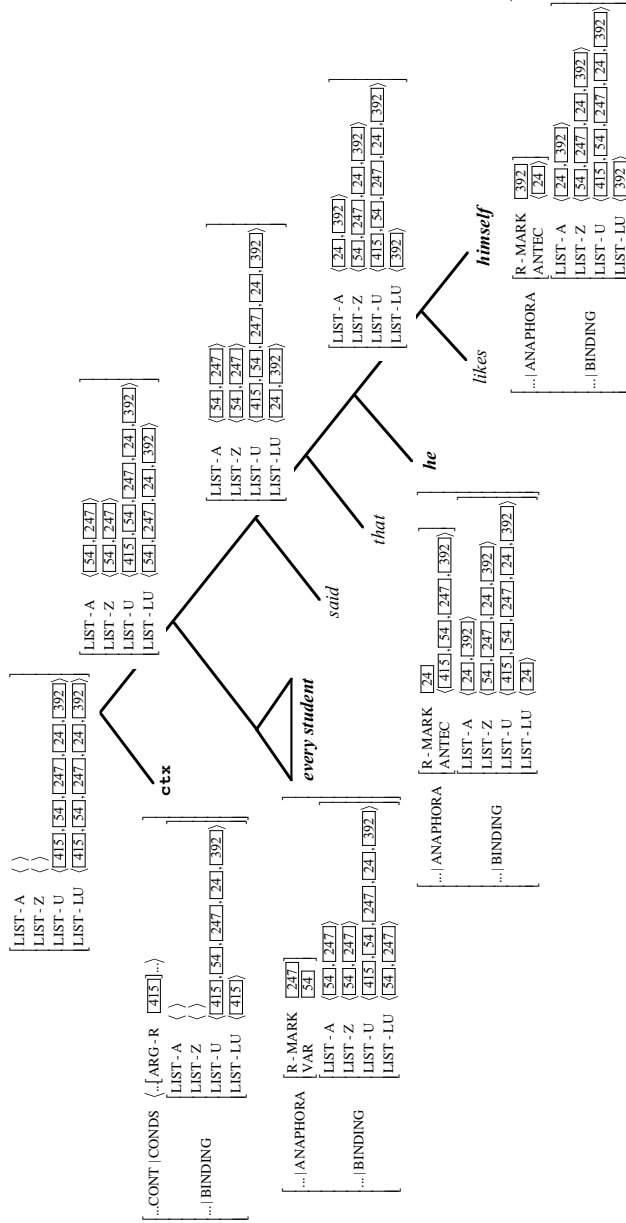 LIST - A ⟨ ⟩
LIST - Z ⟨ ⟩
LIST - U ⟨ 415 , 54 , 247 , 24 , 392 ⟩
LIST - LU ⟨ 415 , 54 , 247 , 24 , 392 ⟩
ctx
...CONT |CONDS ⟨...[ARG - R 415 ]...⟩
...| BINDING
LIST - A ⟨ ⟩
LIST - Z ⟨ ⟩
LIST - U ⟨ 415 , 54 , 247 , 24 , 392 ⟩
LIST - LU ⟨ 415 ⟩
LIST - A ⟨ 54 , 247 ⟩
LIST - Z ⟨ 54 , 247 ⟩
LIST - U ⟨ 415 , 54 , 247 , 24 , 392 ⟩
LIST - LU ⟨ 54 , 247 , 24 , 392 ⟩
every student
...| ANAPHORA
R - MARK 247
VAR 54
...| BINDING
LIST - A ⟨ 54 , 247 ⟩
LIST - Z ⟨ 54 , 247 ⟩
LIST - U ⟨ 415 , 54 , 247 , 24 , 392 ⟩
LIST - LU ⟨ 54 , 247 ⟩
said
LIST - A ⟨ 54 , 247 ⟩
LIST - Z ⟨ 54 , 247 ⟩
LIST - U ⟨ 415 , 54 , 247 , 24 , 392 ⟩
LIST - LU ⟨ 24 , 392 ⟩
that
he
...| ANAPHORA
R - MARK 24
ANTEC ⟨ 415 , 54 , 247 , 392 ⟩
...| BINDING
LIST - A ⟨ 24 , 392 ⟩
LIST - Z ⟨ 54 , 247 , 24 , 392 ⟩
LIST - U ⟨ 415 , 54 , 247 , 24 , 392 ⟩
LIST - LU ⟨ 24 ⟩
LIST - A ⟨ 24 , 392 ⟩
LIST - Z ⟨ 54 , 247 , 24 , 392 ⟩
LIST - U ⟨ 415 , 54 , 247 , 24 , 392 ⟩
LIST - LU ⟨ 392 ⟩
likes
himself
...| ANAPHORA
R - MARK 392
ANTEC ⟨ 24 ⟩
...| BINDING
LIST - A ⟨ 24 , 392 ⟩
LIST - Z ⟨ 54 , 247 , 24 , 392 ⟩
LIST - U ⟨ 415 , 54 , 247 , 24 , 392 ⟩
LIST - LU ⟨ 392 ⟩